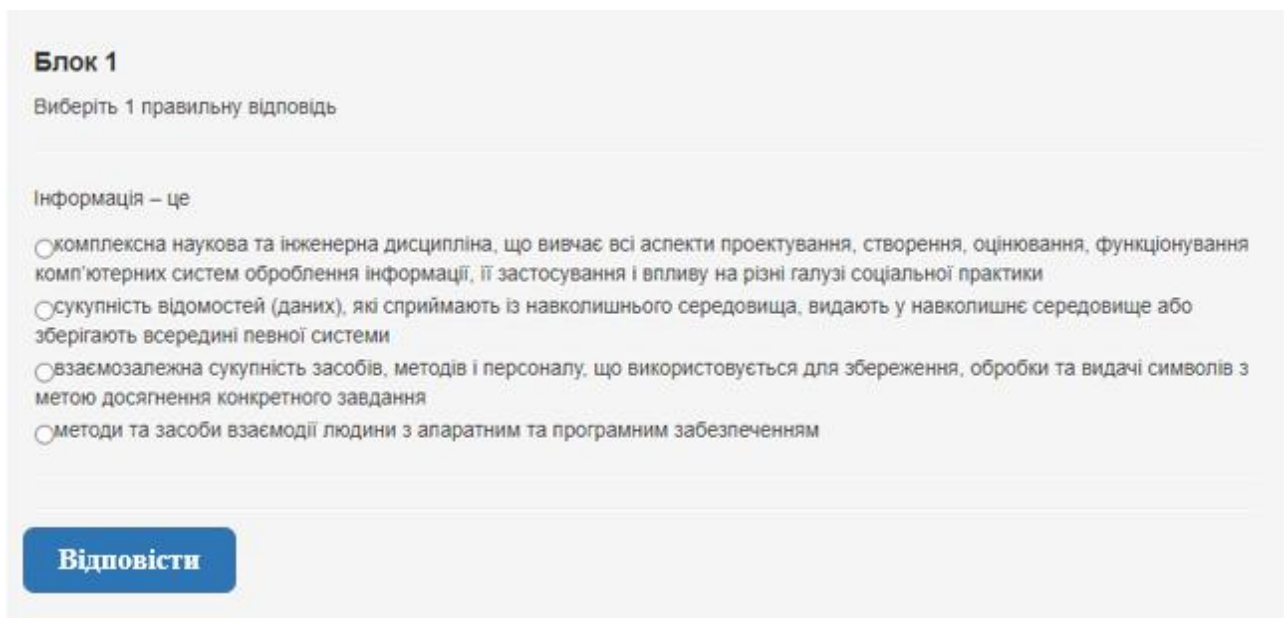 Блок 1
Виберіть 1 правильну відповідь
Інформація – це
комплексна наукова та інженерна дисципліна, що вивчає всі аспекти проектування, створення, оцінювання, функціонування
комп'ютерних систем оброблення інформації, її застосування і впливу на різні галузі соціальної практики
сукупність відомостей (даних), які сприймають із навколишнього середовища, видають у навколишнє середовище або
зберігають всередині певної системи
взаємозалежна сукупність засобів, методів і персоналу, що використовується для збереження, обробки та видачі символів з
метою досягнення конкретного завдання
методи та засоби взаємодії людини з апаратним та програмним забезпеченням
Відповісти